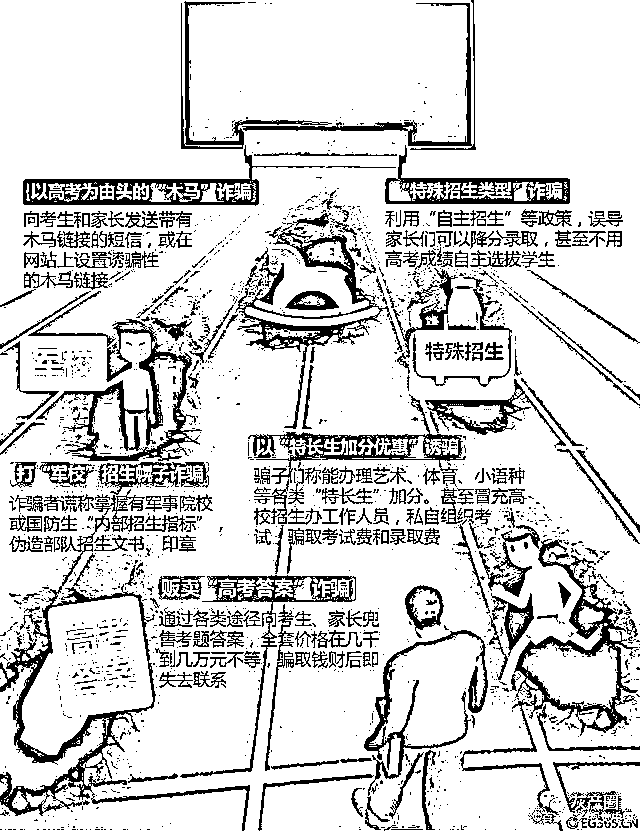 以高考为由头的“木马”诈骗
向考生和家长发送带有
木马链接的短信，或在
网站上设置诱骗性
的木马链接
“特殊招生类型”诈骗
利用“自主招生”等政策，误导
家长们可以降分录取，甚至不用
高考成绩自主选拔学生
军校
特殊招生
打“军校”招生幌子诈骗
诈骗者谎称掌握有军事院校
或国防生“内部招生指标”，
伪造部队招生文书、印章
以“特长生加分优惠”诱骗
骗子们称能办理艺术、体育、小语种
等各类“特长生”加分。甚至冒充高
校招生办工作人员，私自组织考
试，骗取考试费和录取费
贩卖“高考答案”诈骗
通过各类途径向考生、家长兜
售考题答案，全套价格在几千
到几万元不等，骗取钱财后即
失去联系
高考
答案